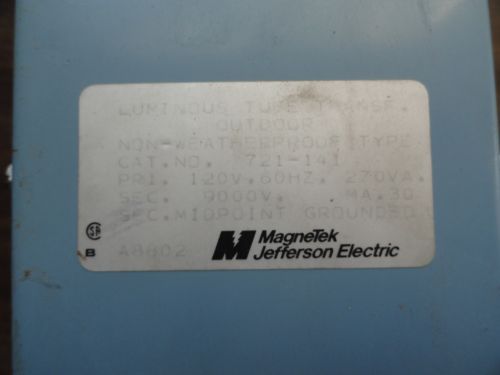 LUMINOUS TUBE TRANSF.
OUTDOOR
NON-WEATHERPROOF TYPE
CAT.NO. 721-141
PRI. 120V.60HZ. 270VA.
SEC. 9000V. MA.30
SEC.MIDPOINT GROUNDED
B A8802
MagneTek
Jefferson Electric